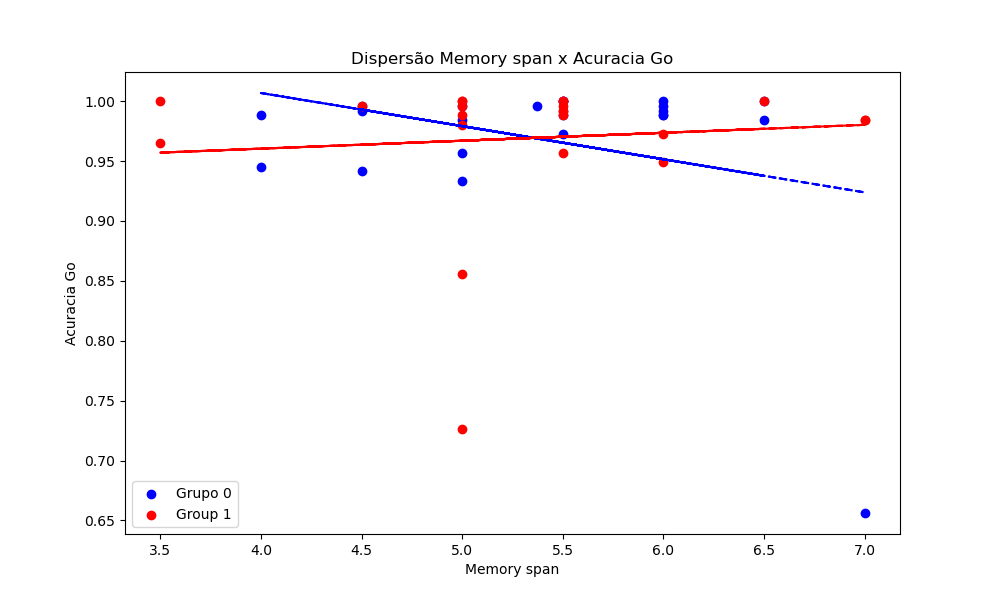 Dispersão Memory span x Acuracia Go
Acuracia Go
1.00
0.95
0.90
0.85
0.80
0.75
0.70
0.65
Grupo 0
Group 1
3.5 4.0 4.5 5.0 5.5 6.0 6.5 7.0
Memory span